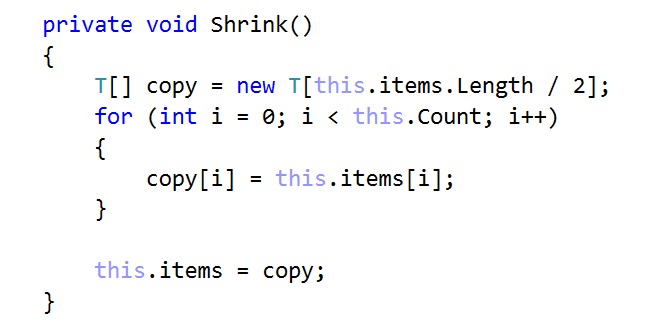 private void Shrink()
{
    T[] copy = new T[this.items.Length / 2];
    for (int i = 0; i < this.Count; i++)
    {
        copy[i] = this.items[i];
    }

    this.items = copy;
}